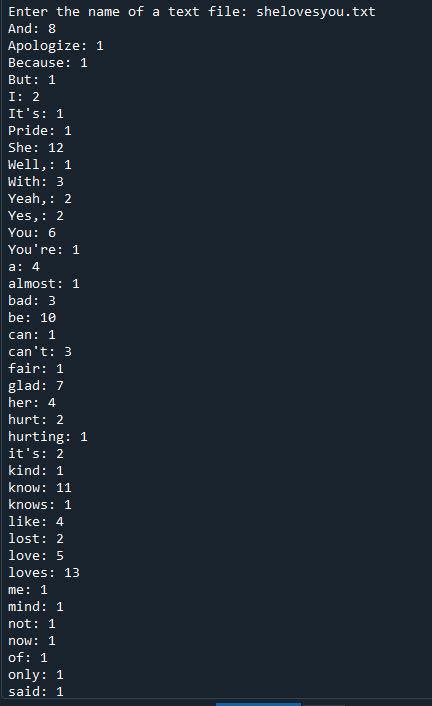 Enter the name of a text file: shelovesyou.txt
And: 8
Apologize: 1
Because: 1
But: 1
I: 2
It's: 1
Pride: 1
She: 12
Well,: 1
With: 3
Yeah,: 2
Yes,: 2
You: 6
You're: 1
a: 4
almost: 1
bad: 3
be: 10
can: 1
can't: 3
fair: 1
glad: 7
her: 4
hurt: 2
hurting: 1
it's: 2
kind: 1
know: 11
knows: 1
like: 4
lost: 2
love: 5
loves: 13
me: 1
mind: 1
not: 1
now: 1
of: 1
only: 1
said: 1